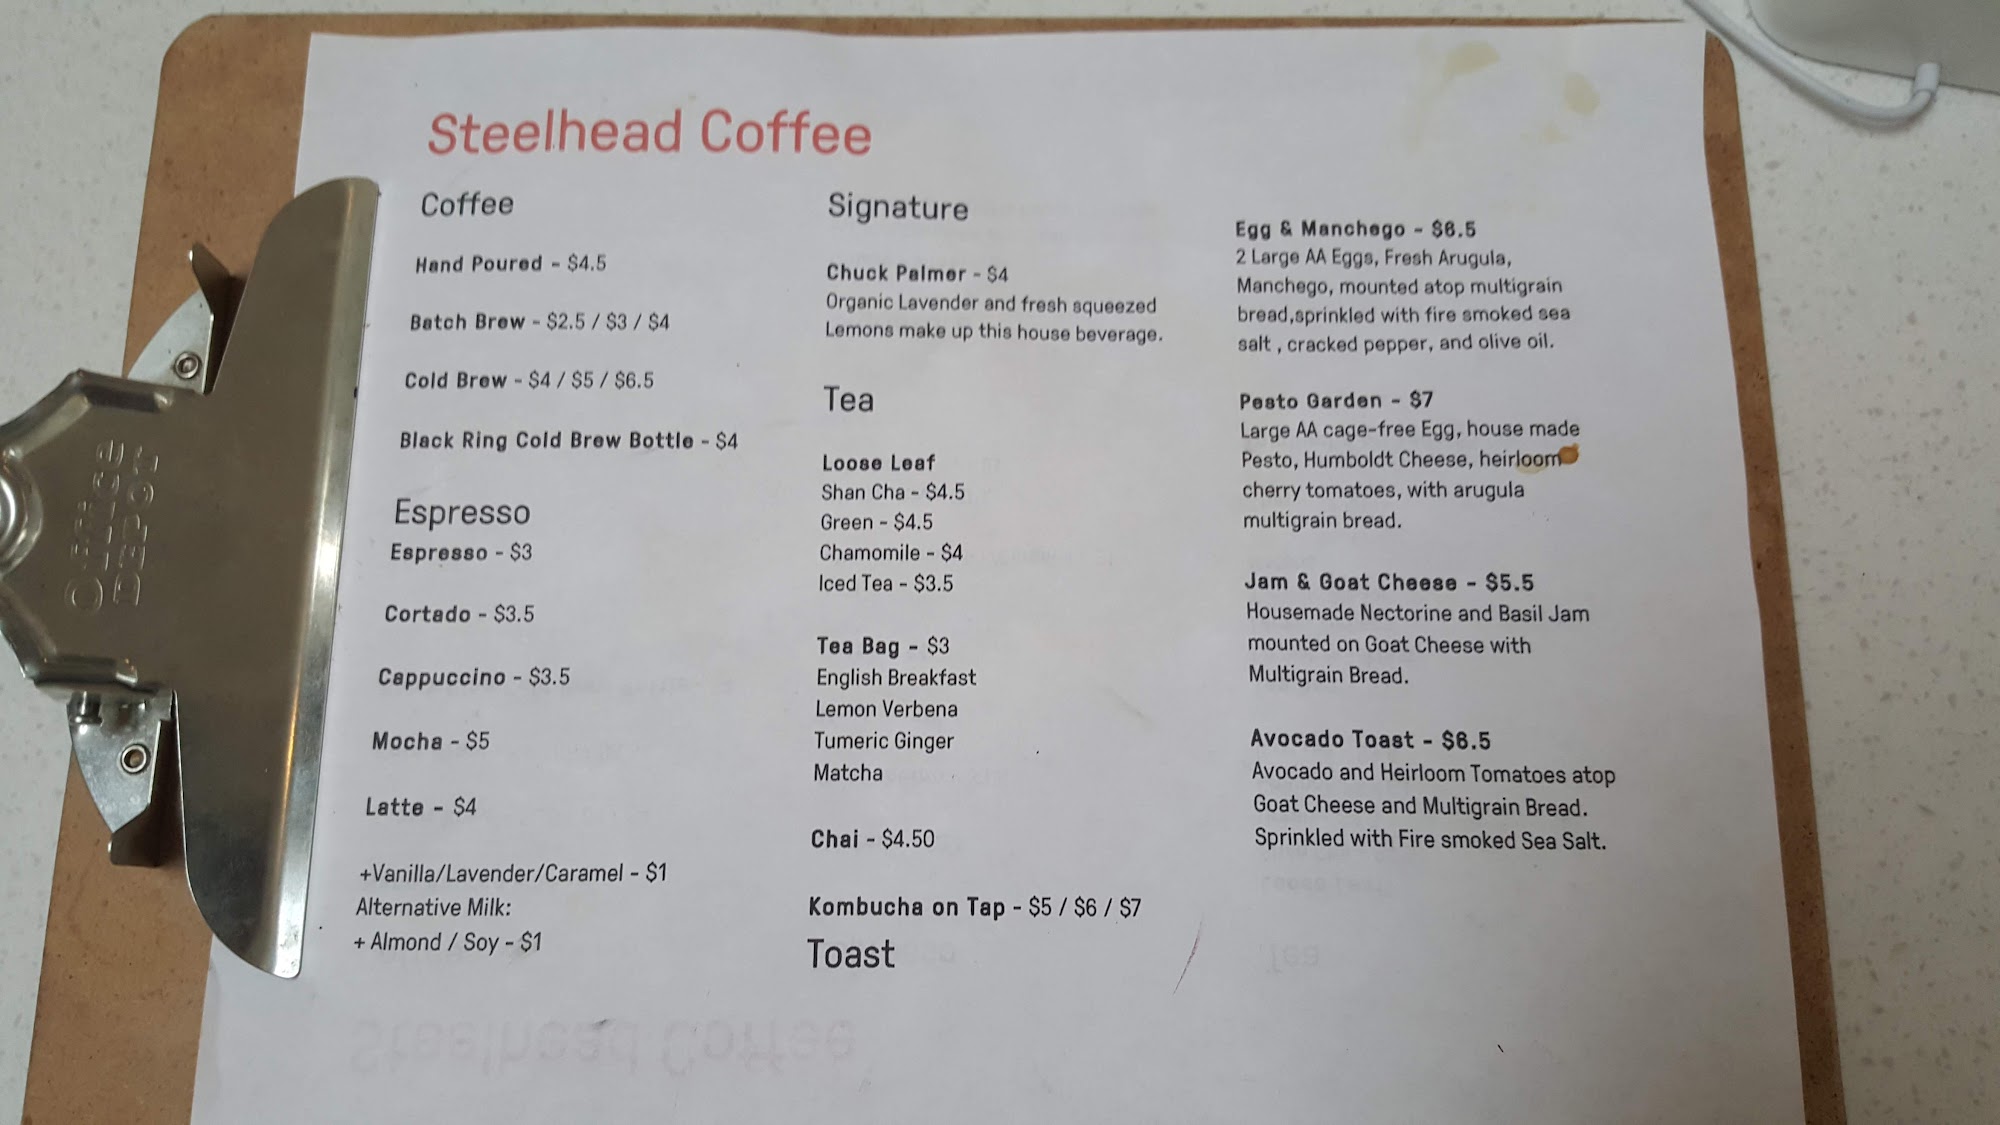 Steelhead Coffee
Coffee
Hand Poured - $4.5
Batch Brew - $2.5 / $3 / $4
Cold Brew - $4 / $5 / $6.5
Black Ring Cold Brew Bottle - $4
Espresso
Espresso - $3
Cortado - $3.5
Cappuccino - $3.5
Mocha - $5
Latte - $4
+Vanilla/Lavender/Caramel - $1
Alternative Milk:
+ Almond / Soy - $1
Signature
Chuck Palmer - $4
Organic Lavender and fresh squeezed
Lemons make up this house beverage.
Tea
Loose Leaf
Shan Cha - $4.5
Green - $4.5
Chamomile - $4
Iced Tea - $3.5
Tea Bag - $3
English Breakfast
Lemon Verbena
Tumeric Ginger
Matcha
Chai - $4.50
Kombucha on Tap - $5 / $6 / $7
Toast
Egg & Manchego - $6.5
2 Large AA Eggs, Fresh Arugula,
Manchego, mounted atop multigrain
bread,sprinkled with fire smoked sea
salt , cracked pepper, and olive oil.
Pesto Garden - $7
Large AA cage-free Egg, house made
Pesto, Humboldt Cheese, heirloom
cherry tomatoes, with arugula
multigrain bread.
Jam & Goat Cheese - $5.5
Housemade Nectorine and Basil Jam
mounted on Goat Cheese with
Multigrain Bread.
Avocado Toast - $6.5
Avocado and Heirloom Tomatoes atop
Goat Cheese and Multigrain Bread.
Sprinkled with Fire smoked Sea Salt.
Office
DEPOT